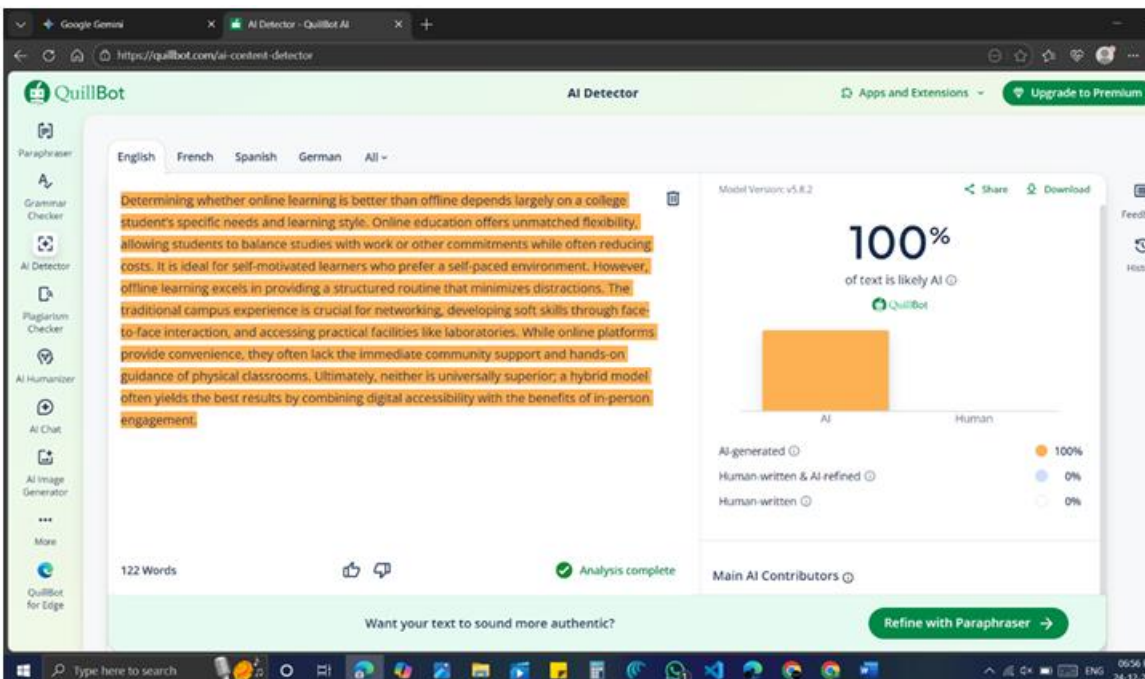 Google Gemini
AI Detector - QuillBot AI
https://quillbot.com/ai-content-detector
QuillBot
AI Detector
Apps and Extensions
Upgrade to Premium
Paraphraser
Grammar
Checker
AI Detector
Plagiarism
Checker
AI Humanizer
AI Chat
AI Image
Generator
More
QuillBot
for Edge
English French Spanish German All
Determining whether online learning is better than offline depends largely on a college
student's specific needs and learning style. Online education offers unmatched flexibility,
allowing students to balance studies with work or other commitments while often reducing
costs. It is ideal for self-motivated learners who prefer a self-paced environment. However,
offline learning excels in providing a structured routine that minimizes distractions. The
traditional campus experience is crucial for networking, developing soft skills through face-
to-face interaction, and accessing practical facilities like laboratories. While online platforms
provide convenience, they often lack the immediate community support and hands-on
guidance of physical classrooms. Ultimately, neither is universally superior; a hybrid model
often yields the best results by combining digital accessibility with the benefits of in-person
engagement.
122 Words
Analysis complete
Model Version: v5.8.2
Share Download
100%
of text is likely AI
QuillBot
AI Human
AI-generated 100%
Human-written & AI-refined 0%
Human-written 0%
Main AI Contributors
Want your text to sound more authentic?
Refine with Paraphraser
Type here to search
ENG